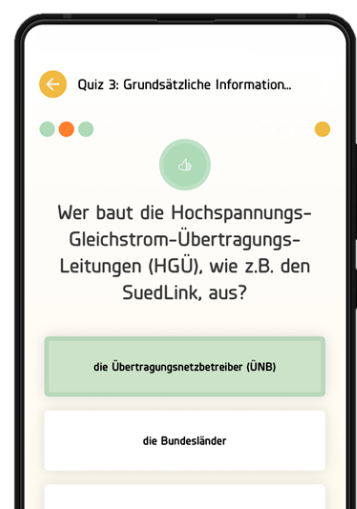 Quiz 3: Grundsätzliche Information...
Wer baut die Hochspannungs-
Gleichstrom-Übertragungs-
Leitungen (HGÜ), wie z.B. den
SuedLink, aus?
die Übertragungsnetzbetreiber (ÜNB)
die Bundesländer